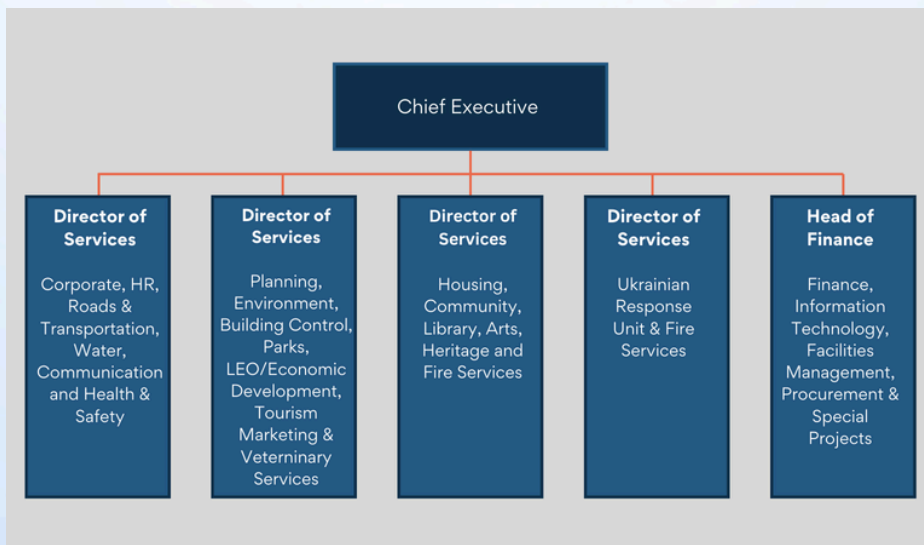 Chief Executive
Director of
Services
Corporate, HR,
Roads &
Transportation,
Water,
Communication
and Health &
Safety
Director of
Services
Planning,
Environment,
Building Control,
Parks,
LEO/Economic
Development,
Tourism
Marketing &
Veterninary
Services
Director of
Services
Housing,
Community,
Library, Arts,
Heritage and
Fire Services
Director of
Services
Ukrainian
Response
Unit & Fire
Services
Head of
Finance
Finance,
Information
Technology,
Facilities
Management,
Procurement &
Special
Projects